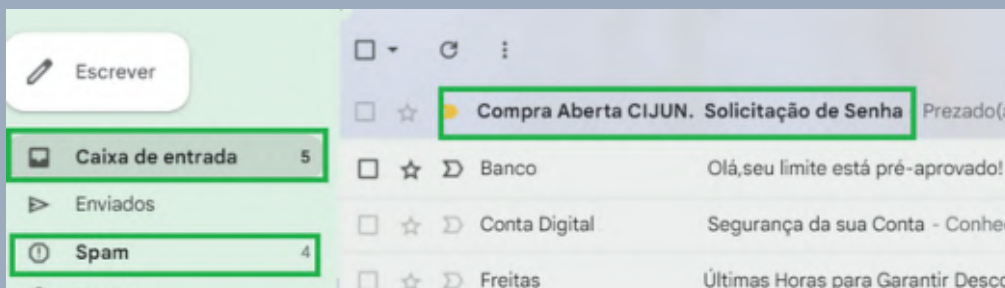 Escrever
Caixa de entrada 5
Enviados
Spam 4
Compra Aberta CIJUN. Solicitação de Senha Prezado(a
Banco Olá,seu limite está pré-aprovado!
Conta Digital Segurança da sua Conta - Conhe
Freitas Últimas Horas para Garantir Desco